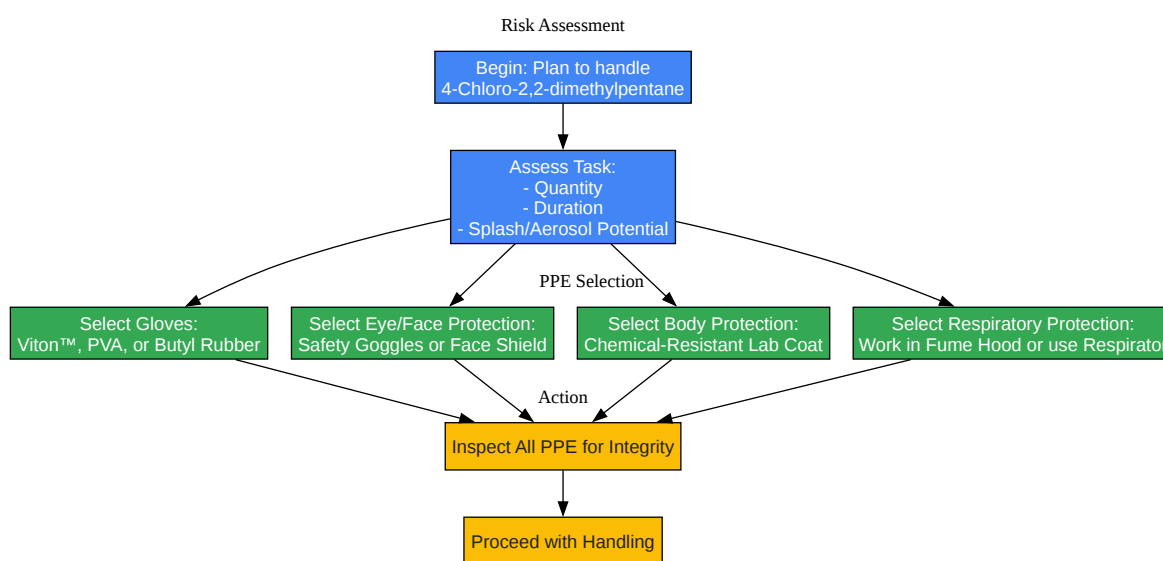 Risk Assessment
Begin: Plan to handle
4-Chloro-2,2-dimethylpentane
Assess Task:
- Quantity
- Duration
- Splash/Aerosol Potential
PPE Selection
Select Gloves:
Viton™, PVA, or Butyl Rubber
Select Eye/Face Protection:
Safety Goggles or Face Shield
Select Body Protection:
Chemical-Resistant Lab Coat
Select Respiratory Protection:
Work in Fume Hood or use Respirator
Action
Inspect All PPE for Integrity
Proceed with Handling